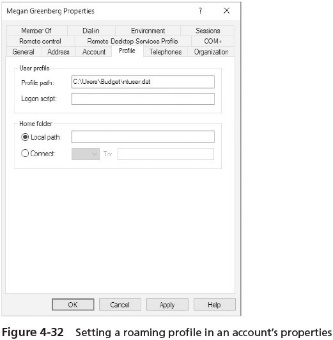 Megan Greenberg Properties ? X
Member Of Dial-in Environment Sessions
Remote control Remote Desktop Services Profile COM+
General Address Account Profile Telephones Organization
User profile
Profile path: C:\Users\Budget\ntuser.dat
Logon script:
Home folder
Local path:
Connect: To:
OK Cancel Apply Help
Figure 4-32 Setting a roaming profile in an account's properties